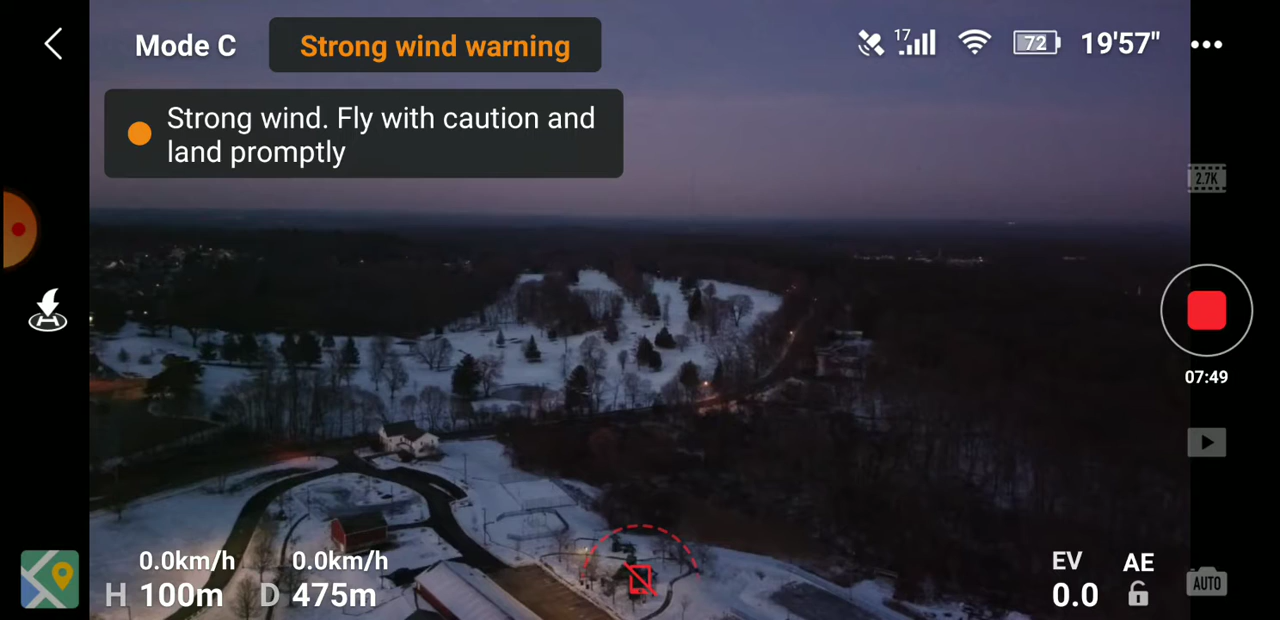 Mode C
Strong wind warning
17
72
19'57"
Strong wind. Fly with caution and
land promptly
2.7K
07:49
0.0km/h
0.0km/h
H 100m
D 475m
EV
0.0
AE
AUTO